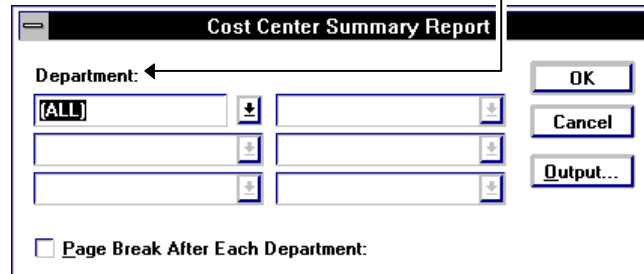 Cost Center Summary Report
Department:
(ALL)
OK
Cancel
Output...
Page Break After Each Department: